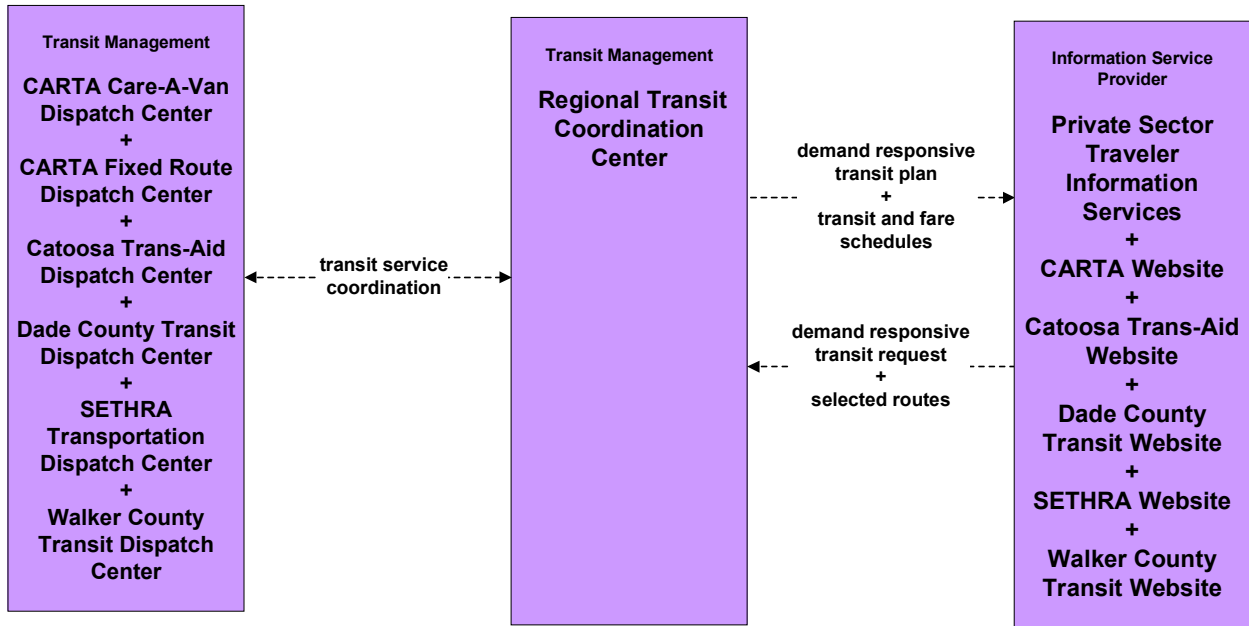 Transit Management
CARTA Care-A-Van
Dispatch Center
+
CARTA Fixed Route
Dispatch Center
+
Catoosa Trans-Aid
Dispatch Center
+
Dade County Transit
Dispatch Center
+
SETHRA
Transportation
Dispatch Center
+
Walker County
Transit Dispatch
Center
transit service
coordination
Transit Management
Regional Transit
Coordination
Center
demand responsive
transit plan
+
transit and fare
schedules
demand responsive
transit request
+
selected routes
Information Service
Provider
Private Sector
Traveler
Information
Services
+
CARTA Website
+
Catoosa Trans-Aid
Website
+
Dade County
Transit Website
+
SETHRA Website
+
Walker County
Transit Website